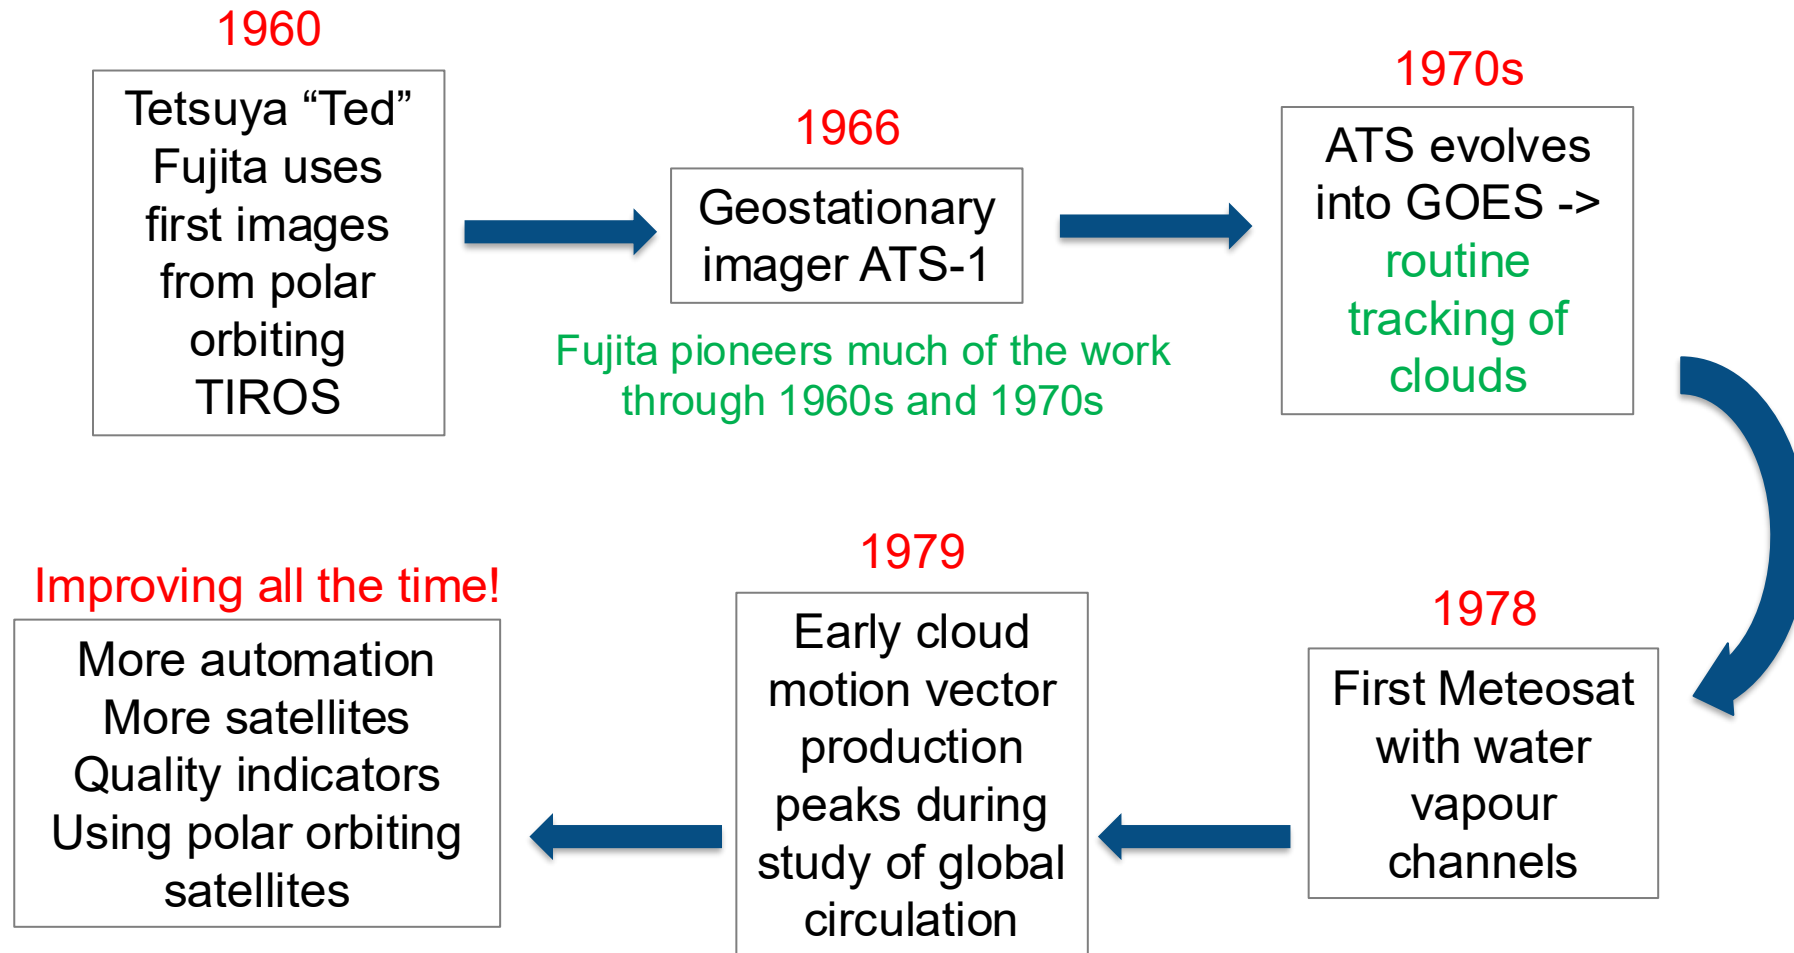 1960
Tetsuya “Ted”
Fujita uses
first images
from polar
orbiting
TIROS
1966
Geostationary
imager ATS-1
Fujita pioneers much of the work
through 1960s and 1970s
1970s
ATS evolves
into GOES ->
routine
tracking of
clouds
1978
First Meteosat
with water
vapour
channels
1979
Early cloud
motion vector
production
peaks during
study of global
circulation
Improving all the time!
More automation
More satellites
Quality indicators
Using polar orbiting
satellites